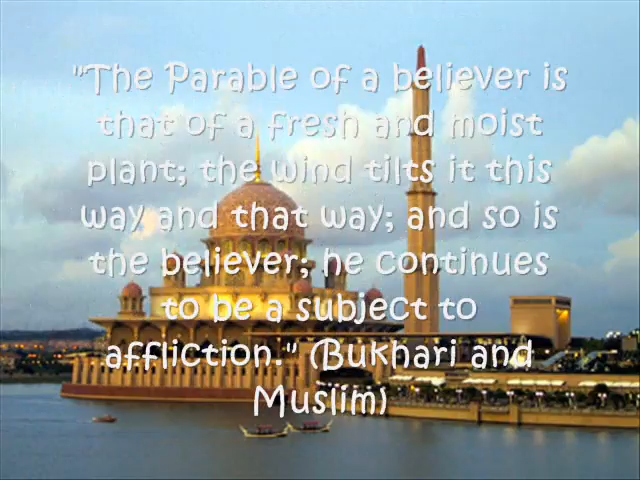 "The Parable of a believer is
that of a fresh and moist
plant; the wind tilts it this
way and that way; and so is
the believer; he continues
to be a subject to
affliction." (Bukhari and
Muslim)